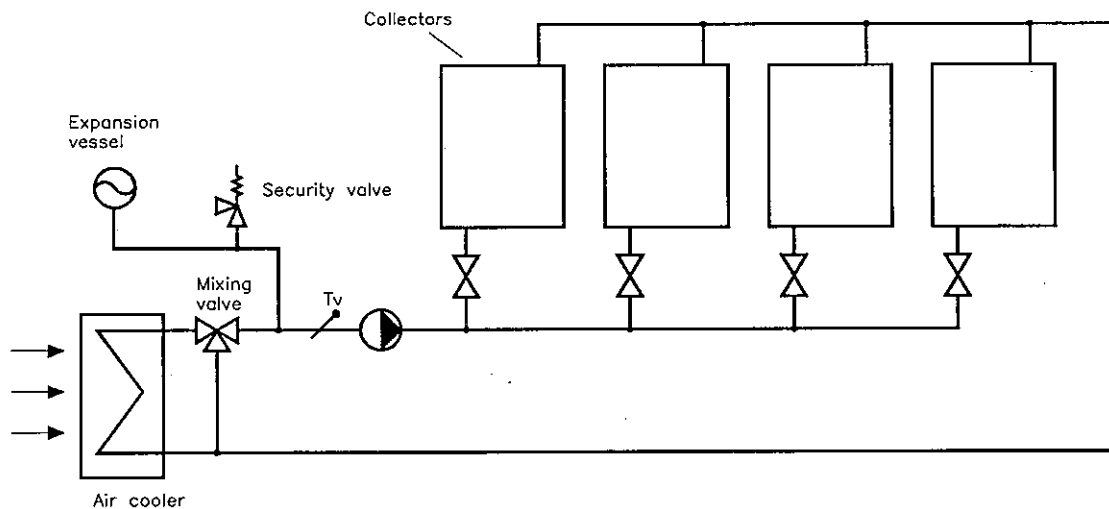 Collectors
Expansion
vessel
Security valve
Mixing
valve
Tv
Air cooler